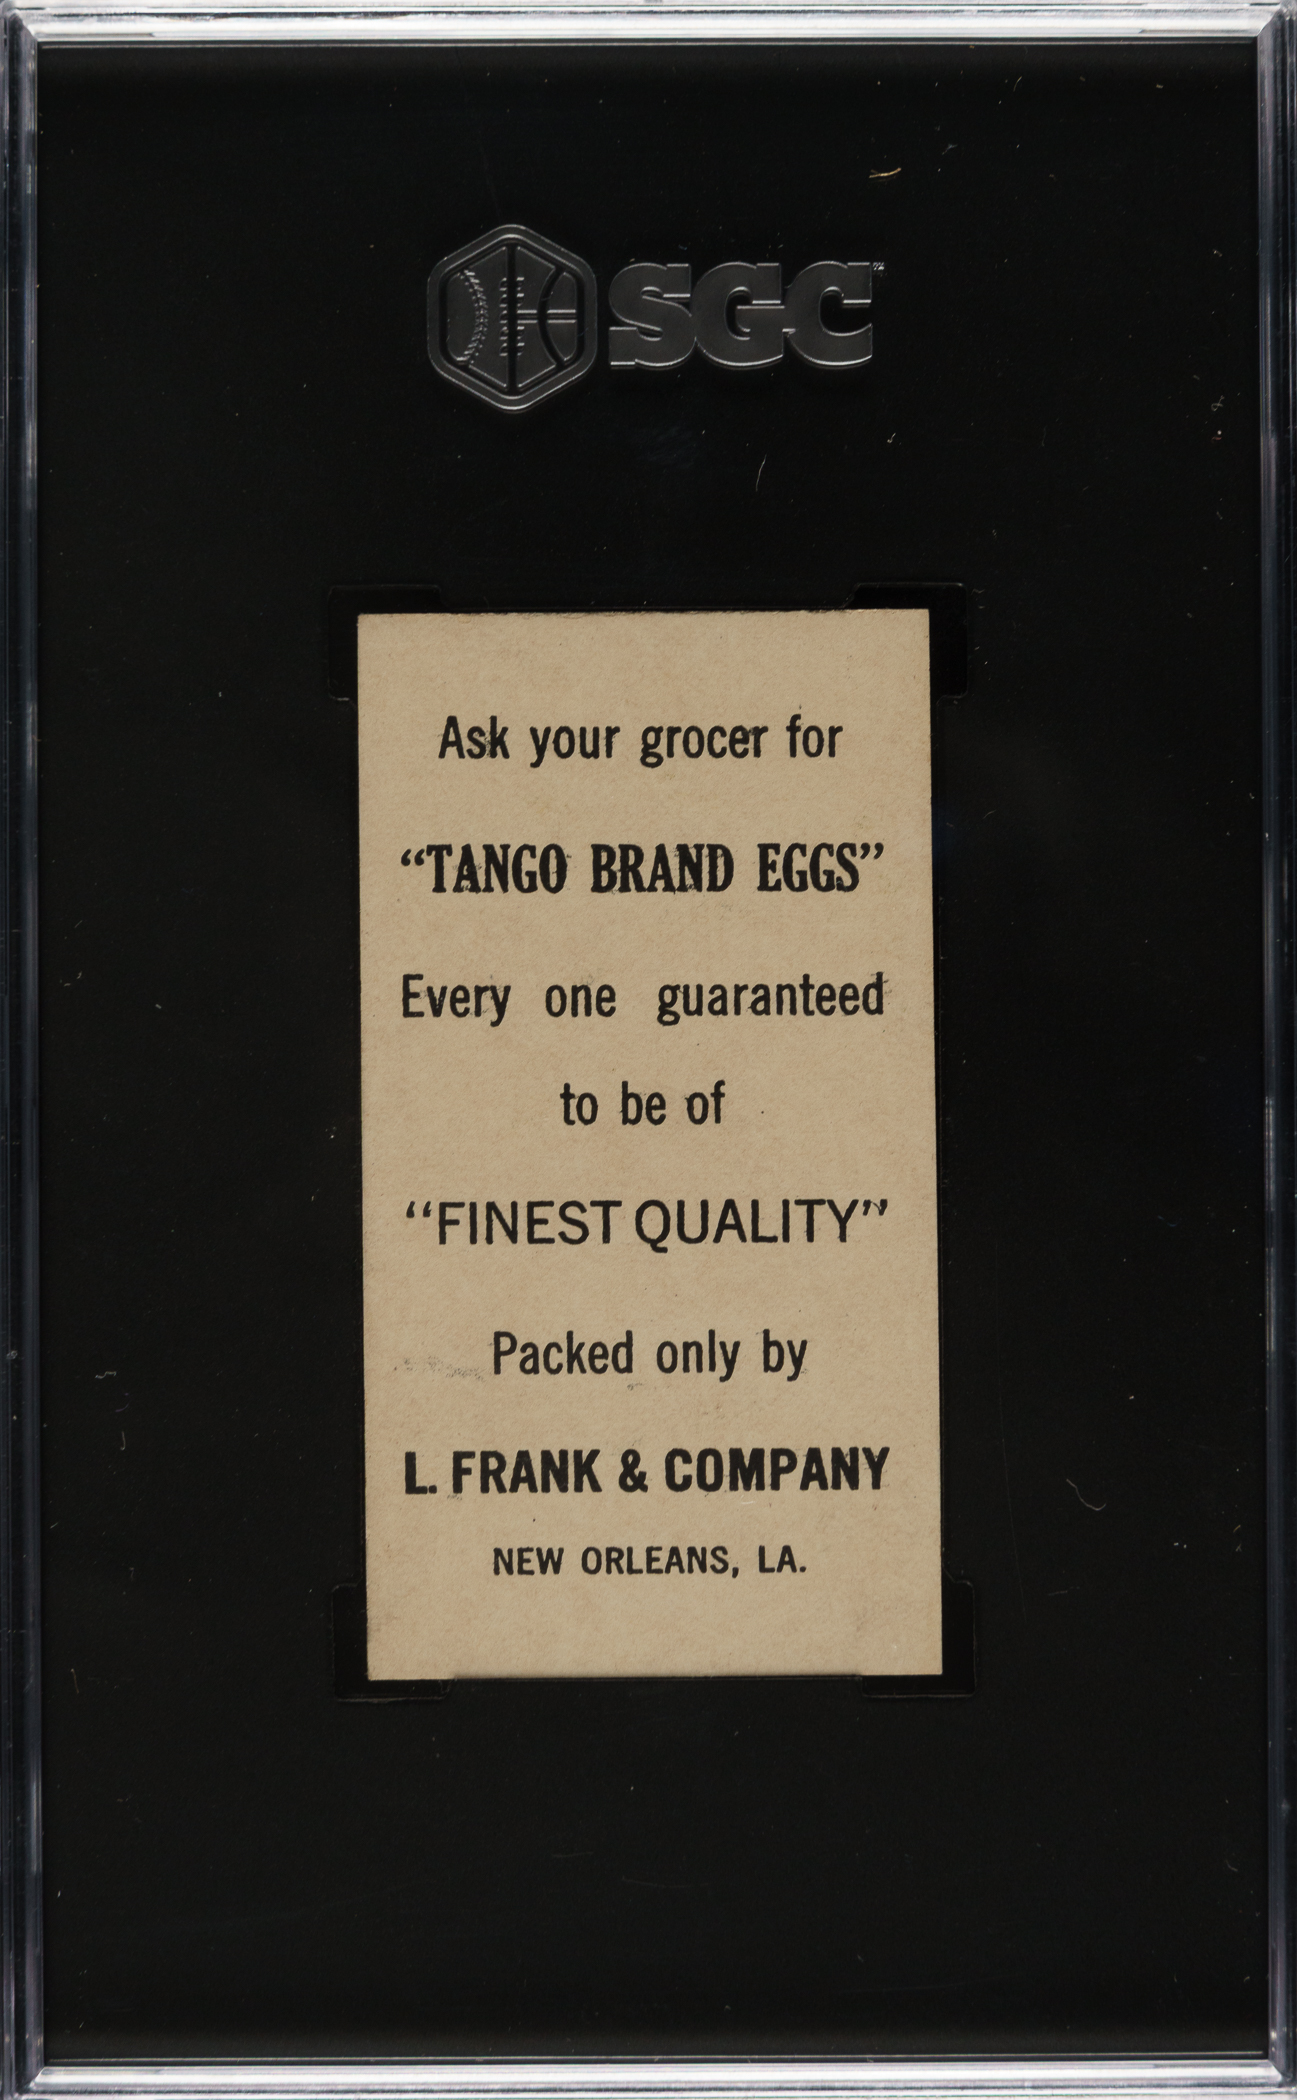 SGC™
Ask your grocer for
“TANGO BRAND EGGS”
Every one guaranteed
to be of
“FINEST QUALITY”
Packed only by
L. FRANK & COMPANY
NEW ORLEANS, LA.